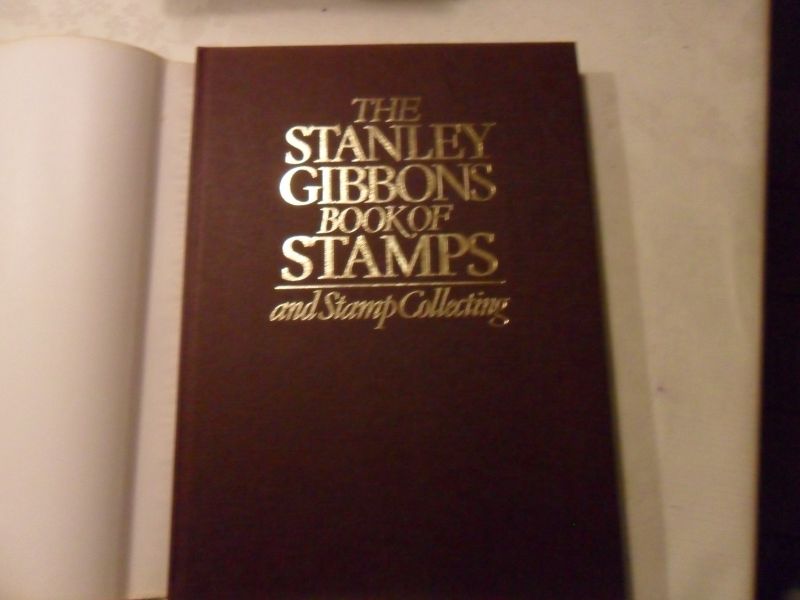 THE
STANLEY
GIBBONS
BOOK OF
STAMPS
and Stamp Collecting